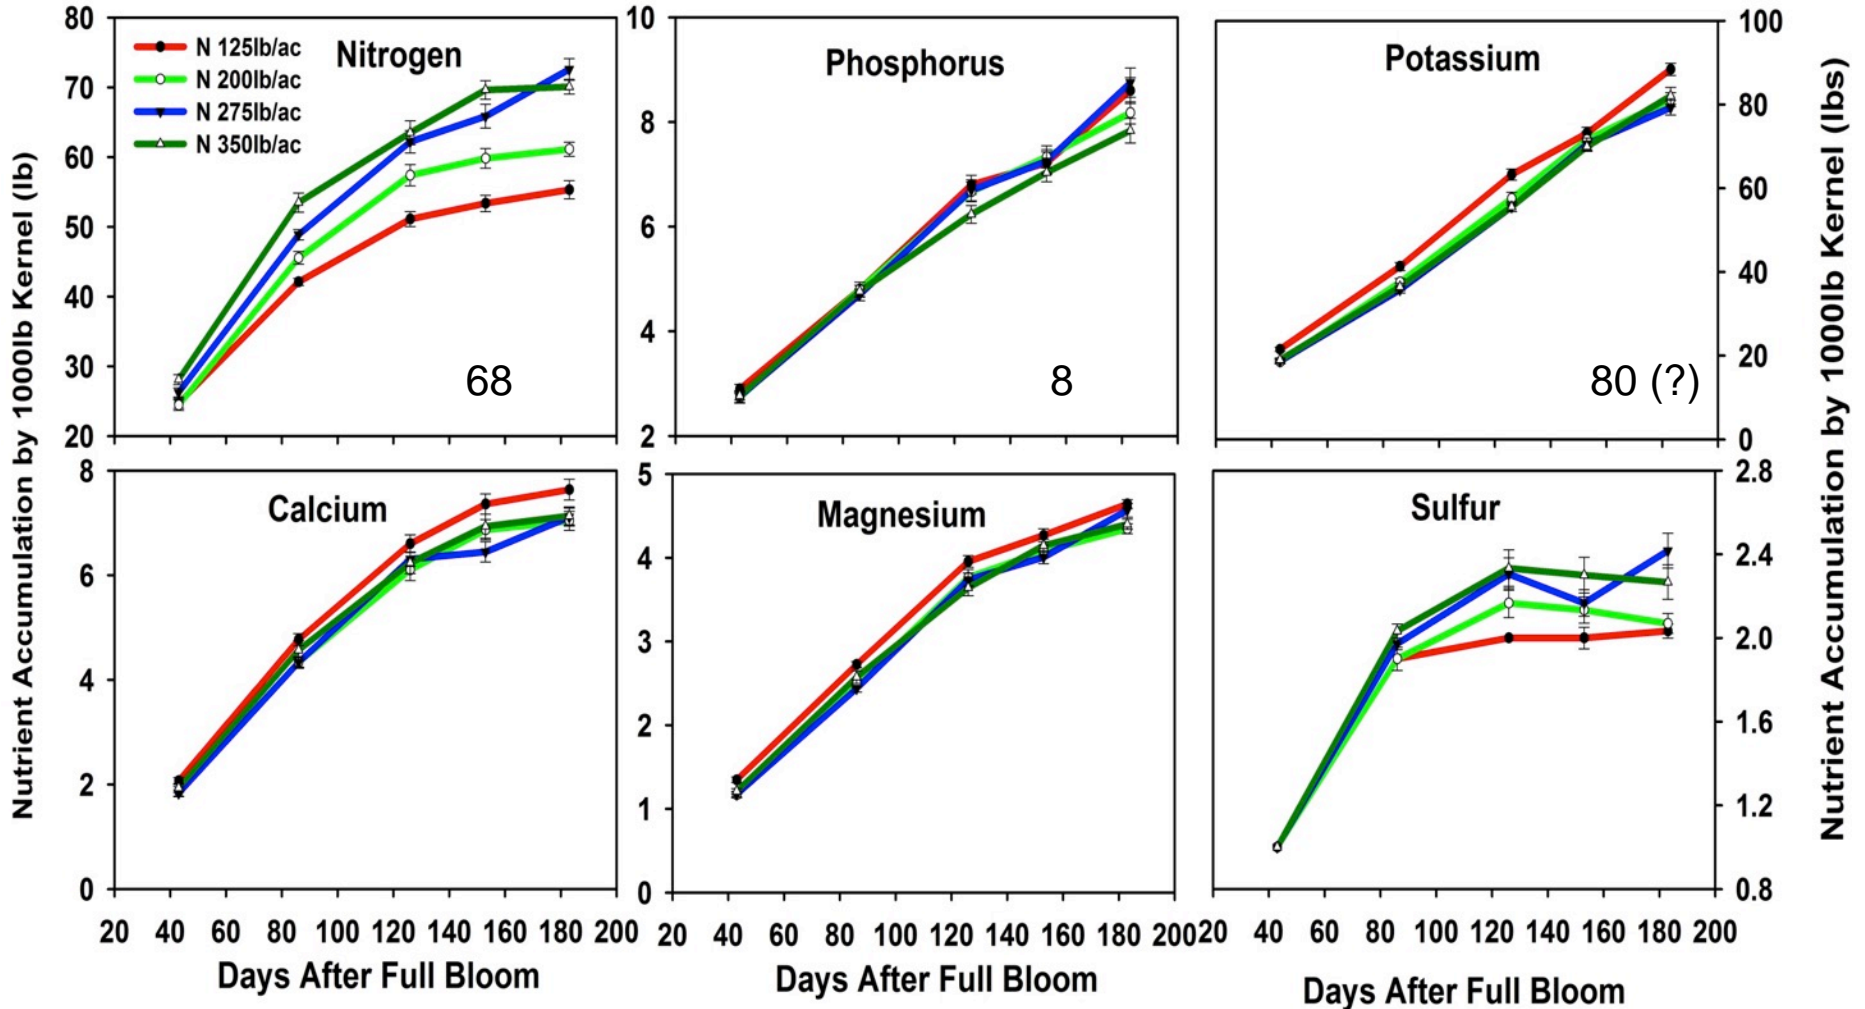 Nutrient Accumulation by 1000lb Kernel (lb)
Nutrient Accumulation by 1000lb Kernel (lbs)
Nitrogen
N 125lb/ac
N 200lb/ac
N 275lb/ac
N 350lb/ac
80
70
60
50
40
30
20
68
Phosphorus
10
8
6
4
2
8
Potassium
100
80
60
40
20
0
80 (?)
Calcium
8
6
4
2
0
20 40 60 80 100 120 140 160 180 200
Days After Full Bloom
Magnesium
5
4
3
2
1
0
20 40 60 80 100 120 140 160 180 200
Days After Full Bloom
Sulfur
2.8
2.4
2.0
1.6
1.2
0.8
20 40 60 80 100 120 140 160 180 200
Days After Full Bloom